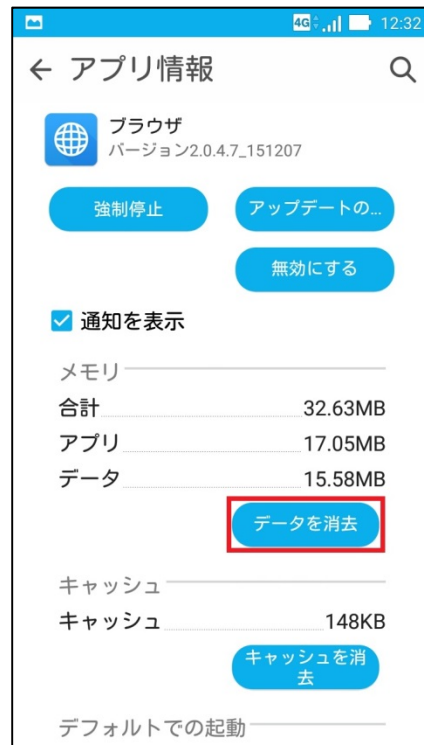 4G 12:32
← アプリ情報
ブラウザ
バージョン2.0.4.7_151207
強制停止 アップデートの...
無効にする
通知を表示
メモリ
合計 32.63MB
アプリ 17.05MB
データ 15.58MB
データを消去
キャッシュ
キャッシュ 148KB
キャッシュを消
去
デフォルトでの起動